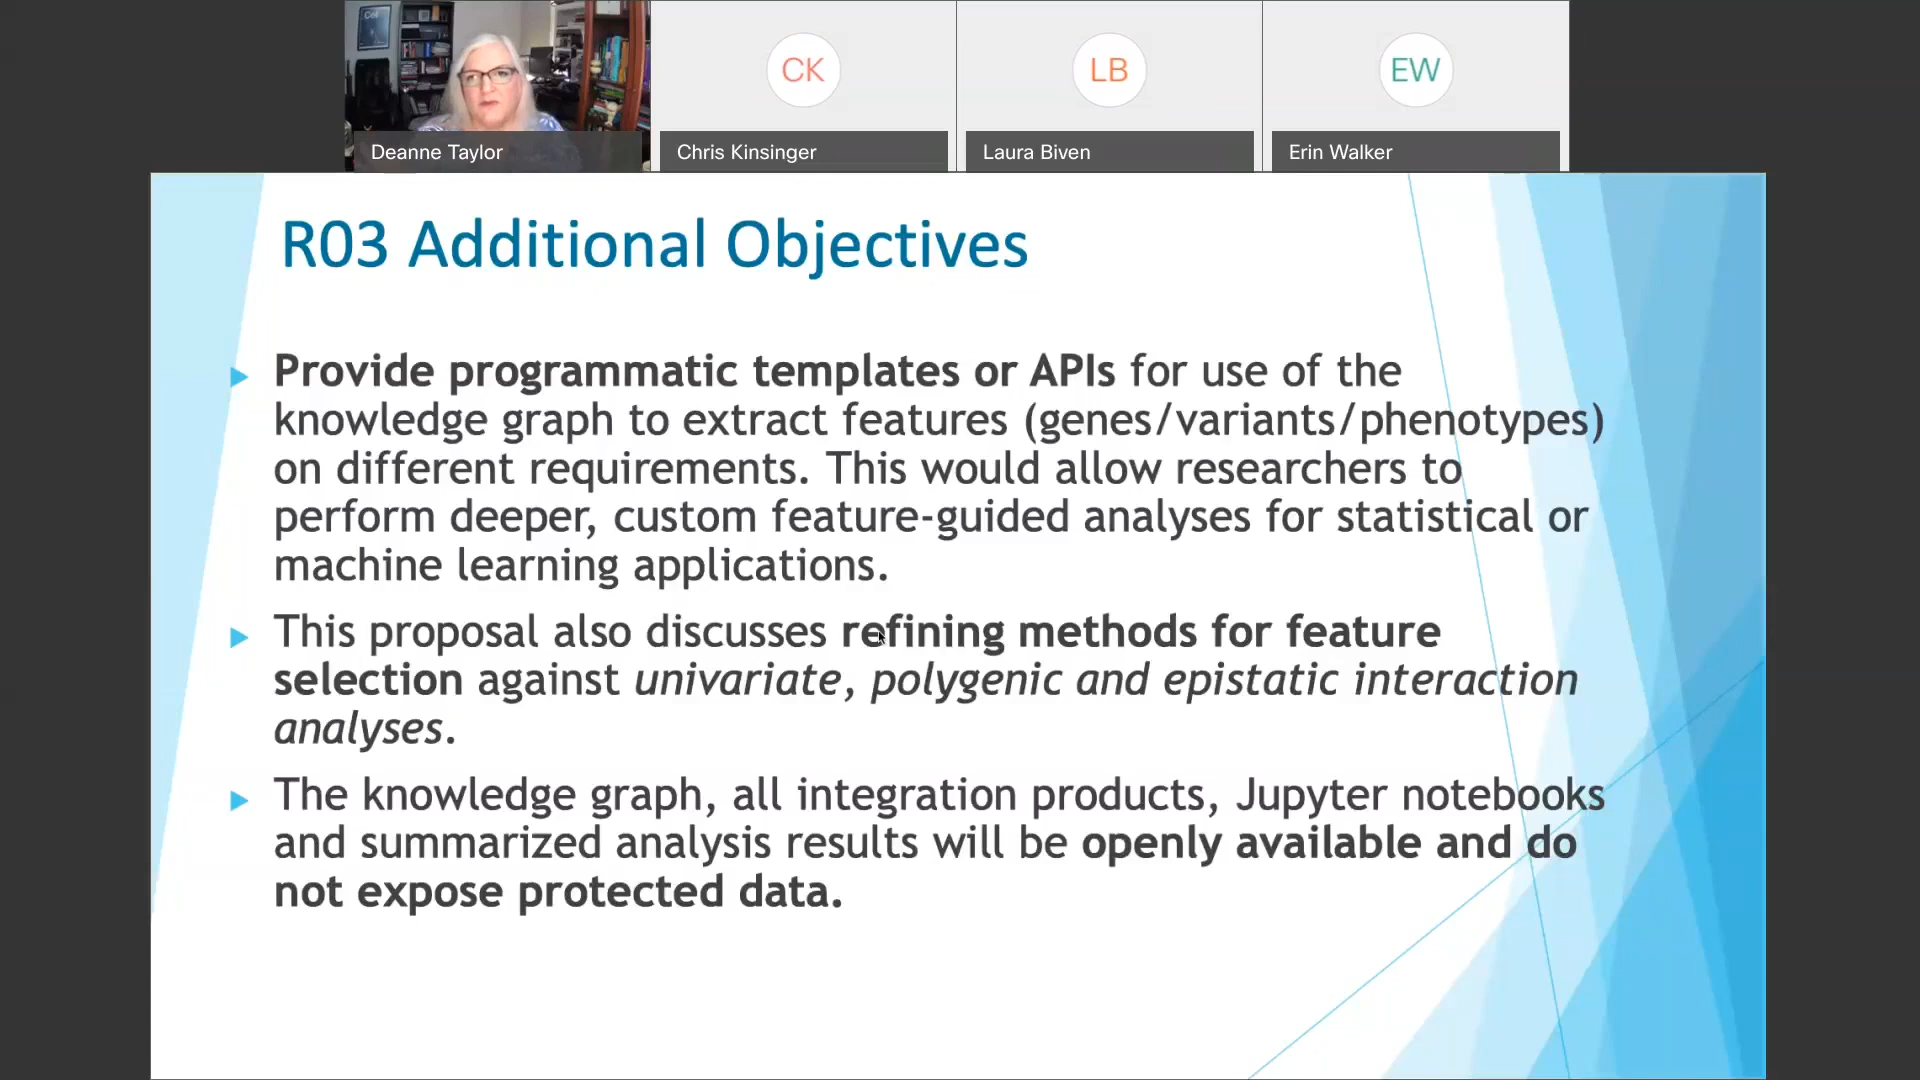 Cell
CK
LB
EW
Deanne Taylor
Chris Kinsinger
Laura Biven
Erin Walker
R03 Additional Objectives
Provide programmatic templates or APIs for use of the
knowledge graph to extract features (genes/variants/phenotypes)
on different requirements. This would allow researchers to
perform deeper, custom feature-guided analyses for statistical or
machine learning applications.
This proposal also discusses refining methods for feature
selection against univariate, polygenic and epistatic interaction
analyses.
The knowledge graph, all integration products, Jupyter notebooks
and summarized analysis results will be openly available and do
not expose protected data.